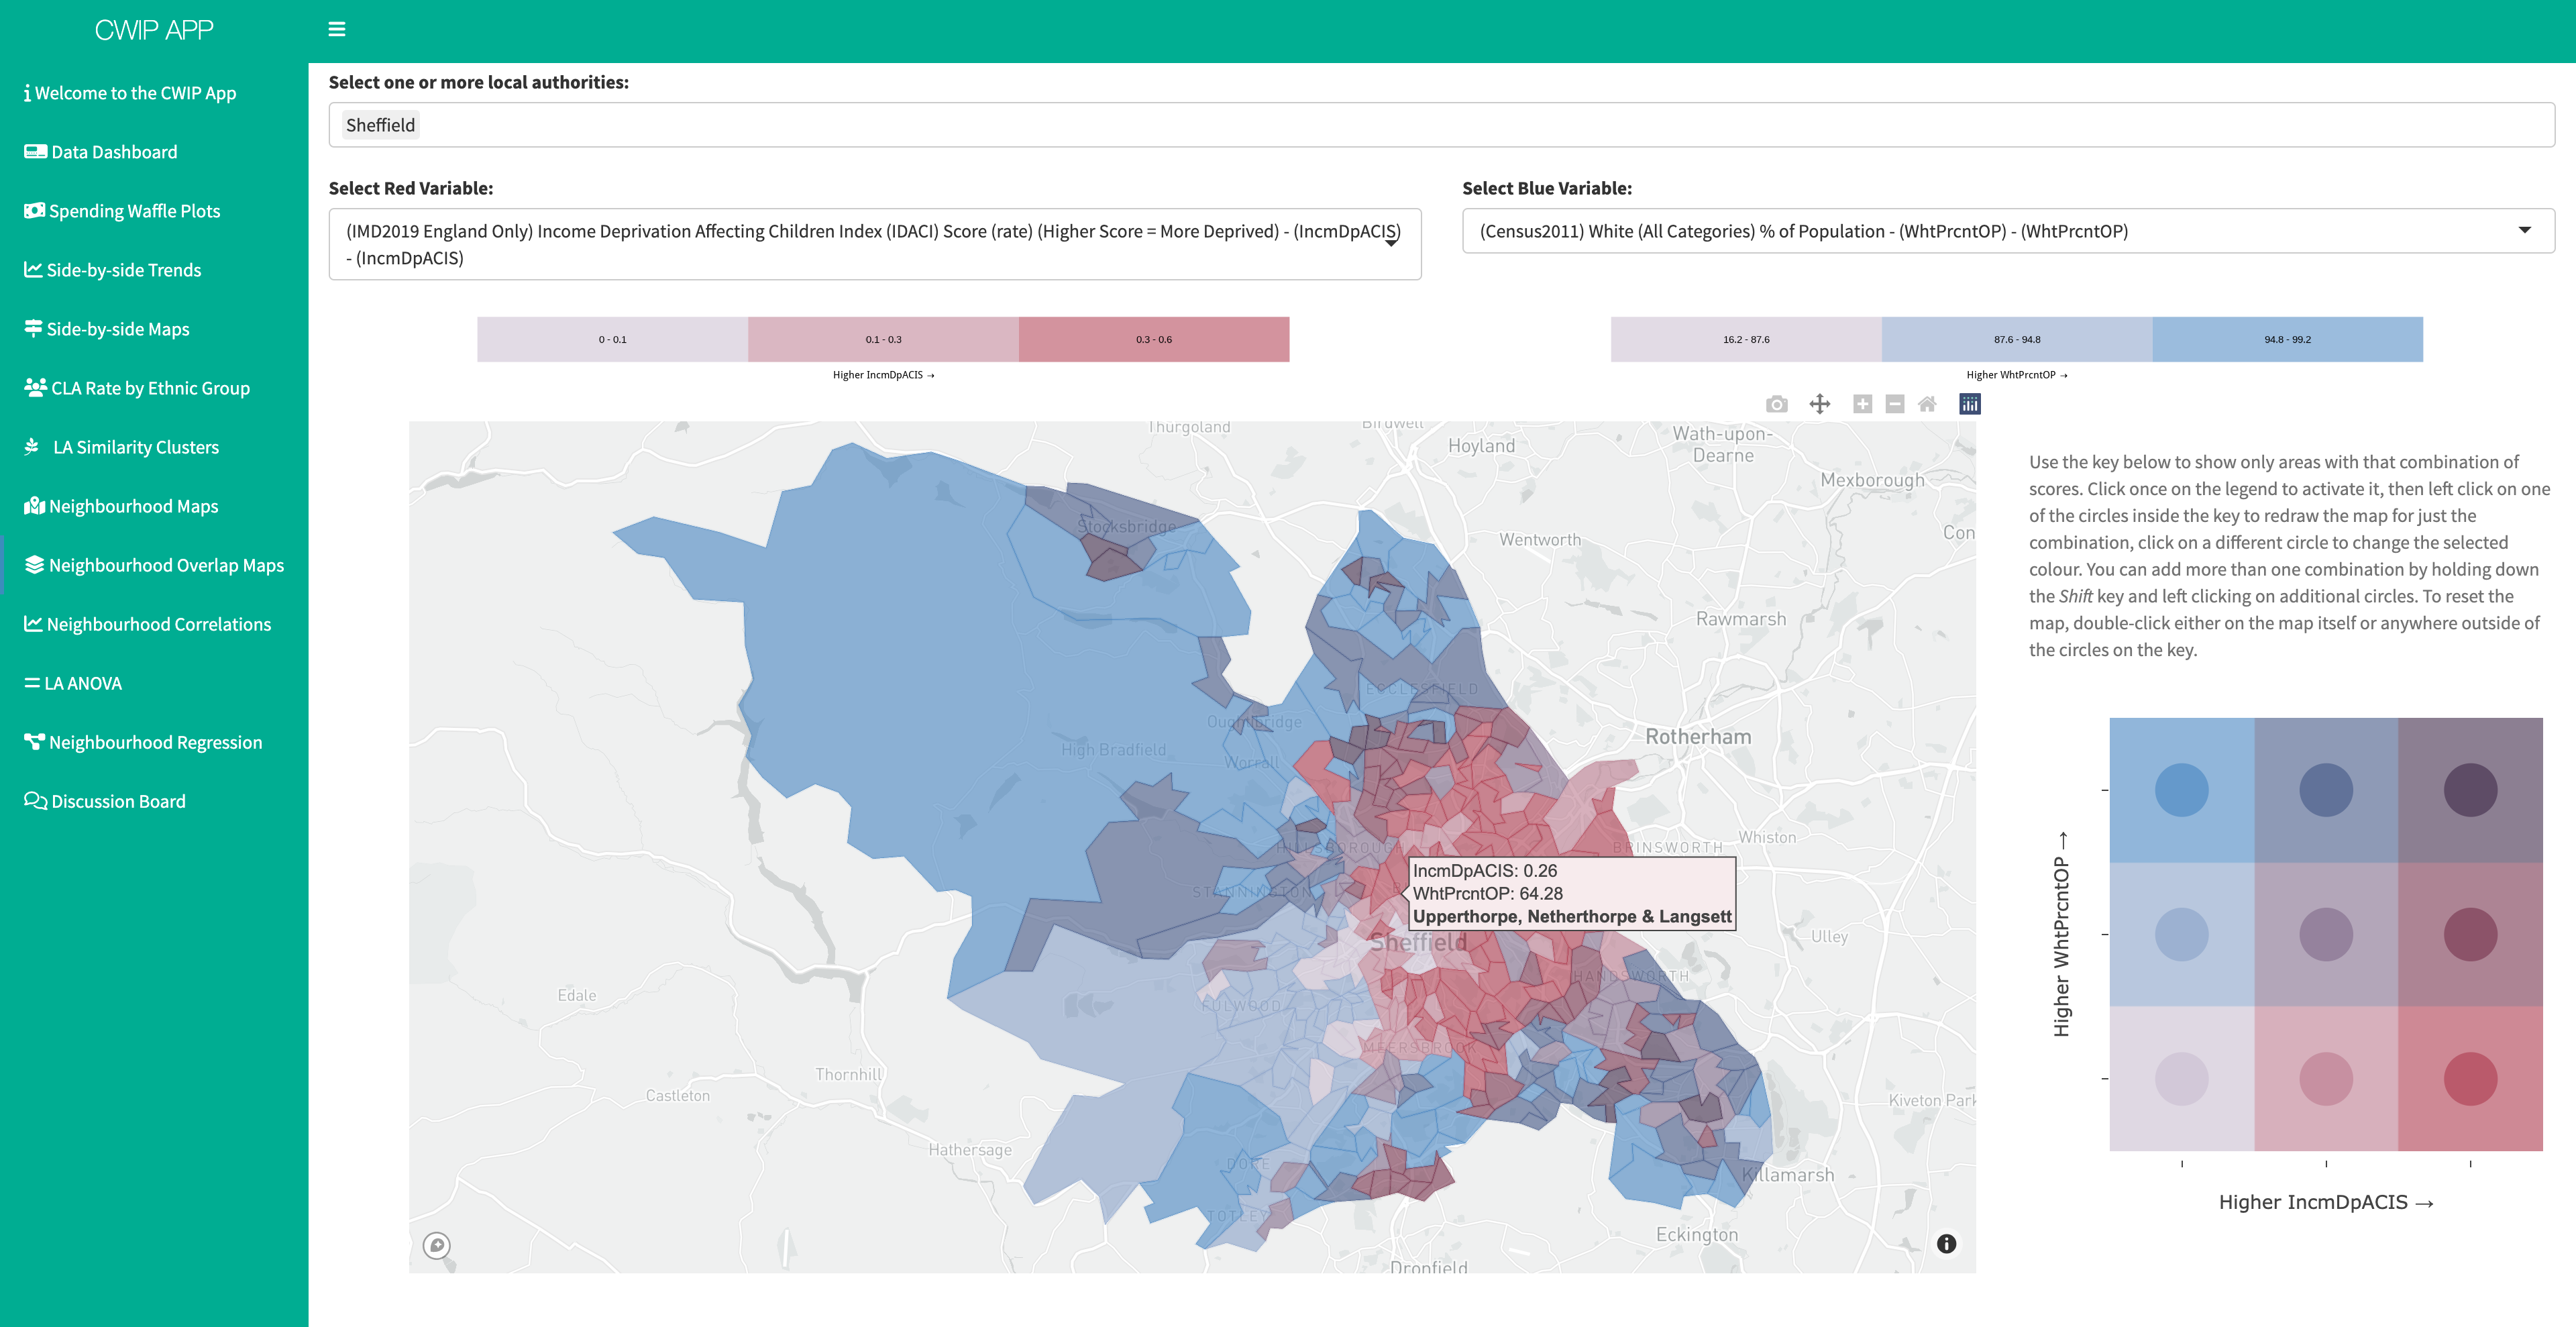 CWIP APP
Welcome to the CWIP App
Data Dashboard
Spending Waffle Plots
Side-by-side Trends
Side-by-side Maps
CLA Rate by Ethnic Group
LA Similarity Clusters
Neighbourhood Maps
Neighbourhood Overlap Maps
Neighbourhood Correlations
LA ANOVA
Neighbourhood Regression
Discussion Board
Select one or more local authorities:
Sheffield
Select Red Variable:
(IMD2019 England Only) Income Deprivation Affecting Children Index (IDACI) Score (rate) (Higher Score = More Deprived) - (IncmDpACIS)
- (IncmDpACIS)
Select Blue Variable:
(Census2011) White (All Categories) % of Population - (WhtPrcntOP) - (WhtPrcntOP)
0 - 0.1
0.1 - 0.3
0.3 - 0.6
Higher IncmDpACIS →
16.2 - 87.6
87.6 - 94.8
94.8 - 99.2
Higher WhtPrcntOP →
Thurgoland
Birdwell
Hoyland
Wath-upon-
Dearne
Mexborough
Con
Stocksbridge
Wentworth
Rawmarsh
ECCLESFIELD
Oughtibridge
High Bradfield
Worrall
Rotherham
Whiston
HILLSBOROUGH
BRINSWORTH
STANNINGTON
IncmDpACIS: 0.26
WhtPrcntOP: 64.28
Upperthorpe, Netherthorpe & Langsett
Sheffield
Ulley
HANDSWORTH
Edale
FULWOOD
MEERSBROOK
Thornhill
Castleton
Kiveton Park
Hathersage
DORE
Killamarsh
TOTLEY
Eckington
Dronfield
Use the key below to show only areas with that combination of
scores. Click once on the legend to activate it, then left click on one
of the circles inside the key to redraw the map for just the
combination, click on a different circle to change the selected
colour. You can add more than one combination by holding down
the Shift key and left clicking on additional circles. To reset the
map, double-click either on the map itself or anywhere outside of
the circles on the key.
Higher WhtPrcntOP →
Higher IncmDpACIS →